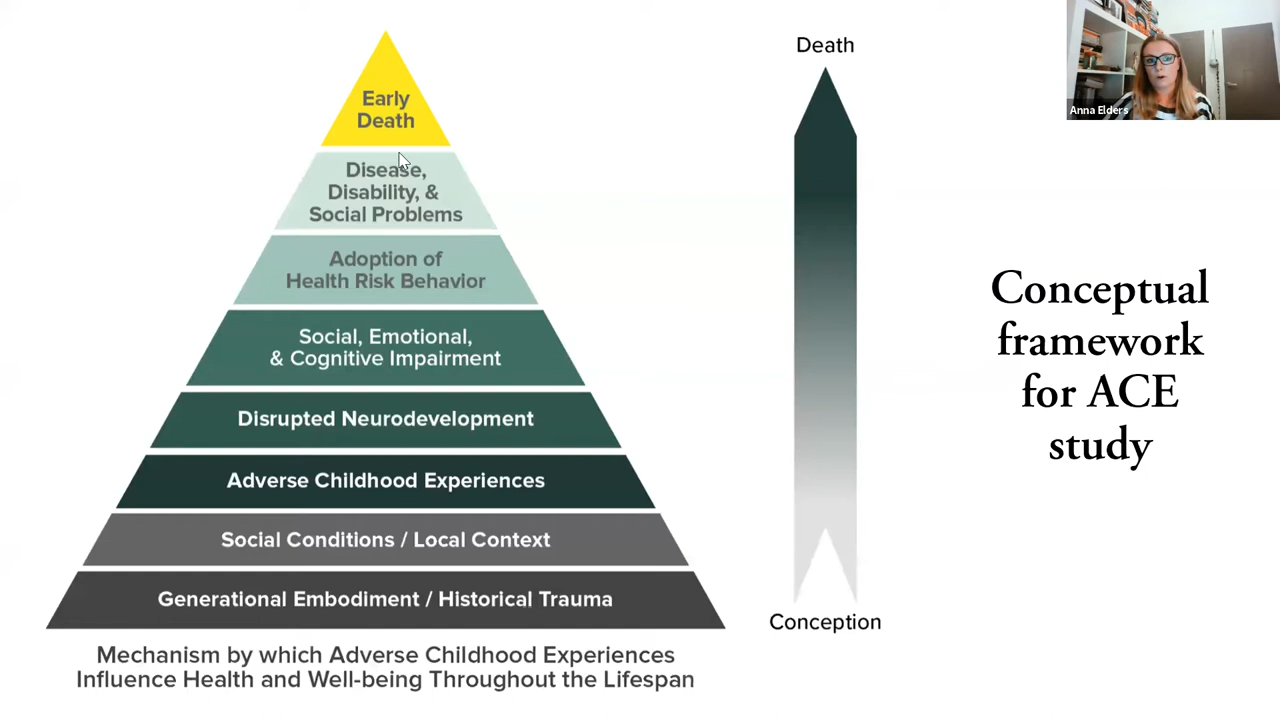 Early
Death
Disease,
Disability, &
Social Problems
Adoption of
Health Risk Behavior
Social, Emotional,
& Cognitive Impairment
Disrupted Neurodevelopment
Adverse Childhood Experiences
Social Conditions / Local Context
Generational Embodiment / Historical Trauma
Mechanism by which Adverse Childhood Experiences
Influence Health and Well-being Throughout the Lifespan
Death
Conception
Anna Elders
Conceptual
framework
for ACE
study